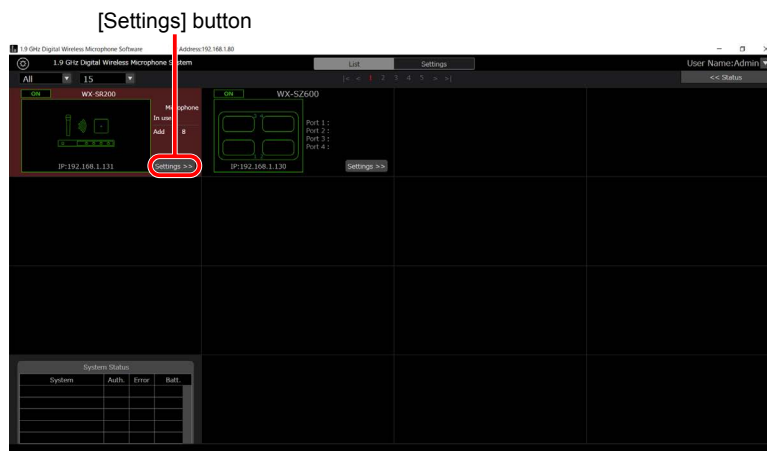 [Settings] button
1.9 GHz Digital Wireless Microphone Software Address:192.168.1.80
1.9 GHz Digital Wireless Microphone System List Settings User Name:Admin
All 15 |< < 1 2 3 4 5 > >| << Status
ON WX-SR200
Microphone
In use
Add 8
IP:192.168.1.131 Settings >>
ON WX-SZ600
Port 1 :
Port 2 :
Port 3 :
Port 4 :
IP:192.168.1.130 Settings >>
System Status
System Auth. Error Batt.